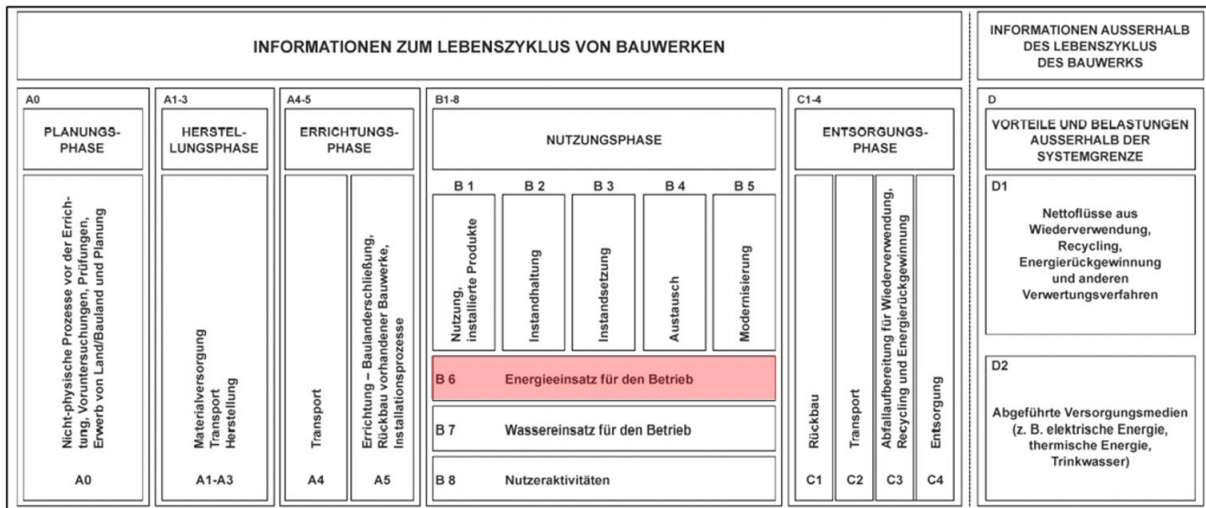 INFORMATIONEN ZUM LEBENSZYKLUS VON BAUWERKEN
INFORMATIONEN AUSSERHALB
DES LEBENSZYKLUS
DES BAUWERKS
A0
PLANUNGS-
PHASE
Nicht-physische Prozesse vor der Errich-
tung, Voruntersuchungen, Prüfungen,
Erwerb von Land/Bauland und Planung
A0
A1-3
HERSTEL-
LUNGSPHASE
Materialversorgung
Transport
Herstellung
A1-A3
A4-5
ERRICHTUNGS-
PHASE
Transport
A4
Errichtung – Baulanderschließung,
Rückbau vorhandener Bauwerke,
Installationsprozesse
A5
B1-8
NUTZUNGSPHASE
B 1
Nutzung,
installierte Produkte
B 2
Instandhaltung
B 3
Instandsetzung
B 4
Austausch
B 5
Modernisierung
B 6 Energieeinsatz für den Betrieb
B 7 Wassereinsatz für den Betrieb
B 8 Nutzeraktivitäten
C1-4
ENTSORGUNGS-
PHASE
Rückbau
C1
Transport
C2
Abfallaufbereitung für Wiederverwendung,
Recycling und Energierückgewinnung
C3
Entsorgung
C4
D
VORTEILE UND BELASTUNGEN
AUSSERHALB DER
SYSTEMGRENZE
D1
Nettoflüsse aus
Wiederverwendung,
Recycling,
Energierückgewinnung
und anderen
Verwertungsverfahren
D2
Abgeführte Versorgungsmedien
(z. B. elektrische Energie,
thermische Energie,
Trinkwasser)